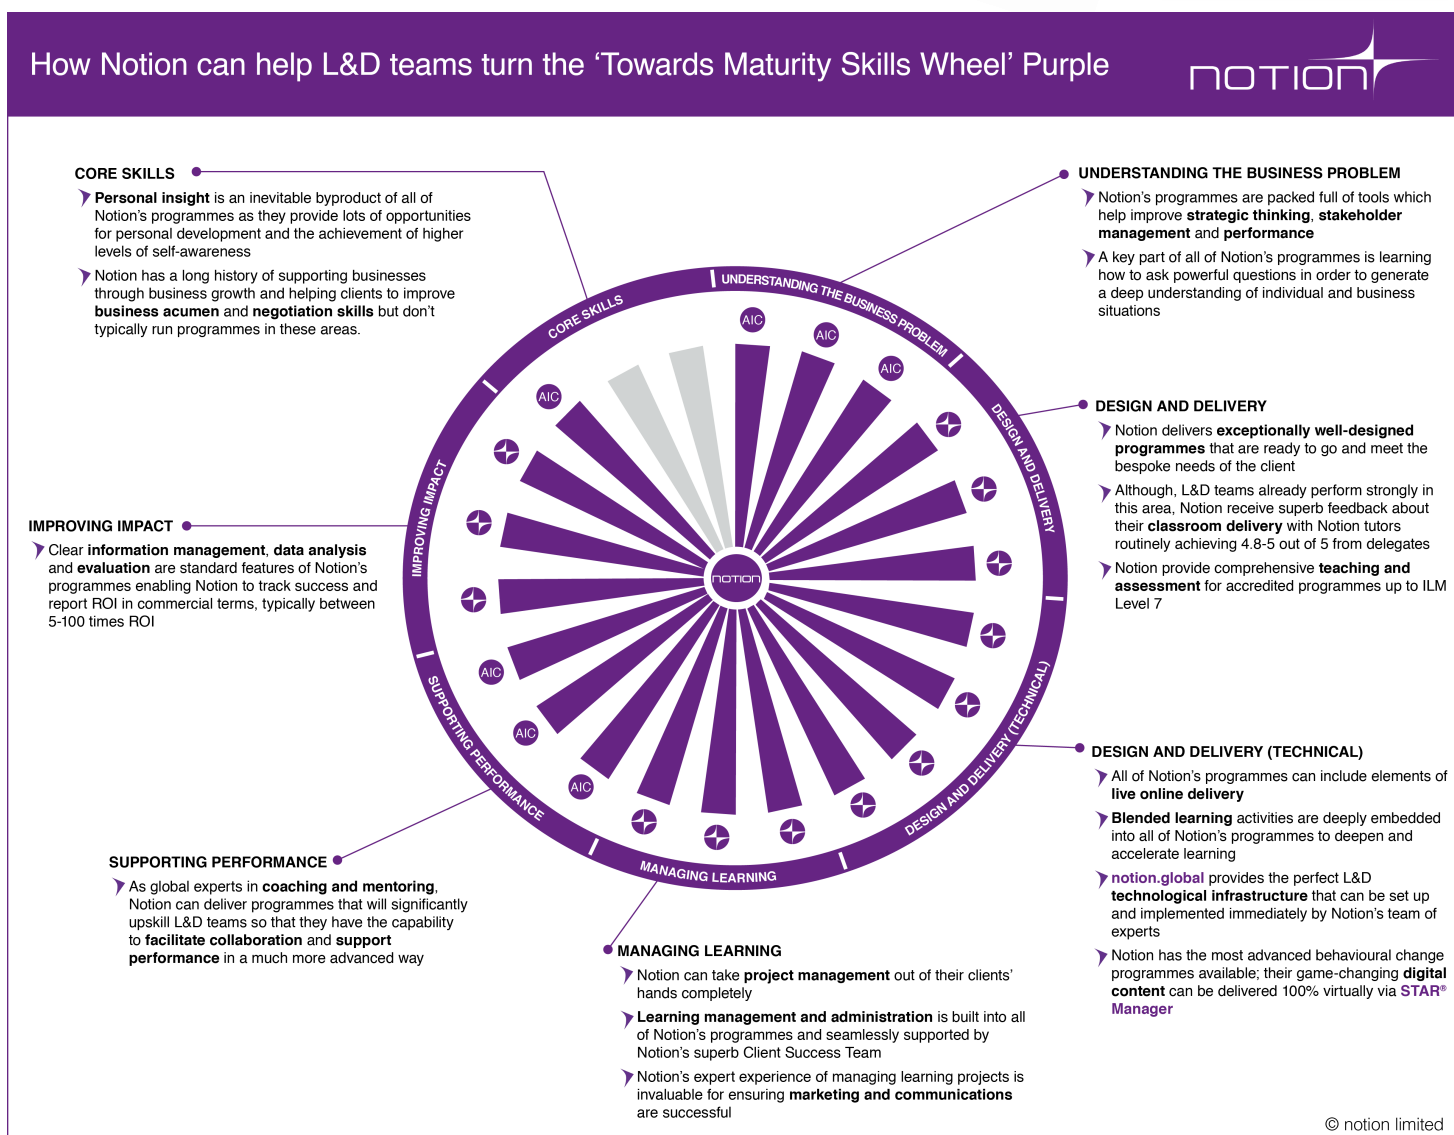 How Notion can help L&D teams turn the ‘Towards Maturity Skills Wheel’ Purple
NOTION
CORE SKILLS
Personal insight is an inevitable byproduct of all of
Notion’s programmes as they provide lots of opportunities
for personal development and the achievement of higher
levels of self-awareness
Notion has a long history of supporting businesses
through business growth and helping clients to improve
business acumen and negotiation skills but don’t
typically run programmes in these areas.
UNDERSTANDING THE BUSINESS PROBLEM
Notion’s programmes are packed full of tools which
help improve strategic thinking, stakeholder
management and performance
A key part of all of Notion’s programmes is learning
how to ask powerful questions in order to generate
a deep understanding of individual and business
situations
DESIGN AND DELIVERY
Notion delivers exceptionally well-designed
programmes that are ready to go and meet the
bespoke needs of the client
Although, L&D teams already perform strongly in
this area, Notion receive superb feedback about
their classroom delivery with Notion tutors
routinely achieving 4.8-5 out of 5 from delegates
Notion provide comprehensive teaching and
assessment for accredited programmes up to ILM
Level 7
IMPROVING IMPACT
Clear information management, data analysis
and evaluation are standard features of Notion’s
programmes enabling Notion to track success and
report ROI in commercial terms, typically between
5-100 times ROI
CORE SKILLS
UNDERSTANDING THE BUSINESS PROBLEM
DESIGN AND DELIVERY
DESIGN AND DELIVERY (TECHNICAL)
MANAGING LEARNING
SUPPORTING PERFORMANCE
IMPROVING IMPACT
AIC
AIC
AIC
AIC
AIC
AIC
AIC
NOTION
DESIGN AND DELIVERY (TECHNICAL)
All of Notion’s programmes can include elements of
live online delivery
Blended learning activities are deeply embedded
into all of Notion’s programmes to deepen and
accelerate learning
notion.global provides the perfect L&D
technological infrastructure that can be set up
and implemented immediately by Notion’s team of
experts
Notion has the most advanced behavioural change
programmes available; their game-changing digital
content can be delivered 100% virtually via STAR®
Manager
SUPPORTING PERFORMANCE
As global experts in coaching and mentoring,
Notion can deliver programmes that will significantly
upskill L&D teams so that they have the capability
to facilitate collaboration and support
performance in a much more advanced way
MANAGING LEARNING
Notion can take project management out of their clients’
hands completely
Learning management and administration is built into all
of Notion’s programmes and seamlessly supported by
Notion’s superb Client Success Team
Notion’s expert experience of managing learning projects is
invaluable for ensuring marketing and communications
are successful
© notion limited